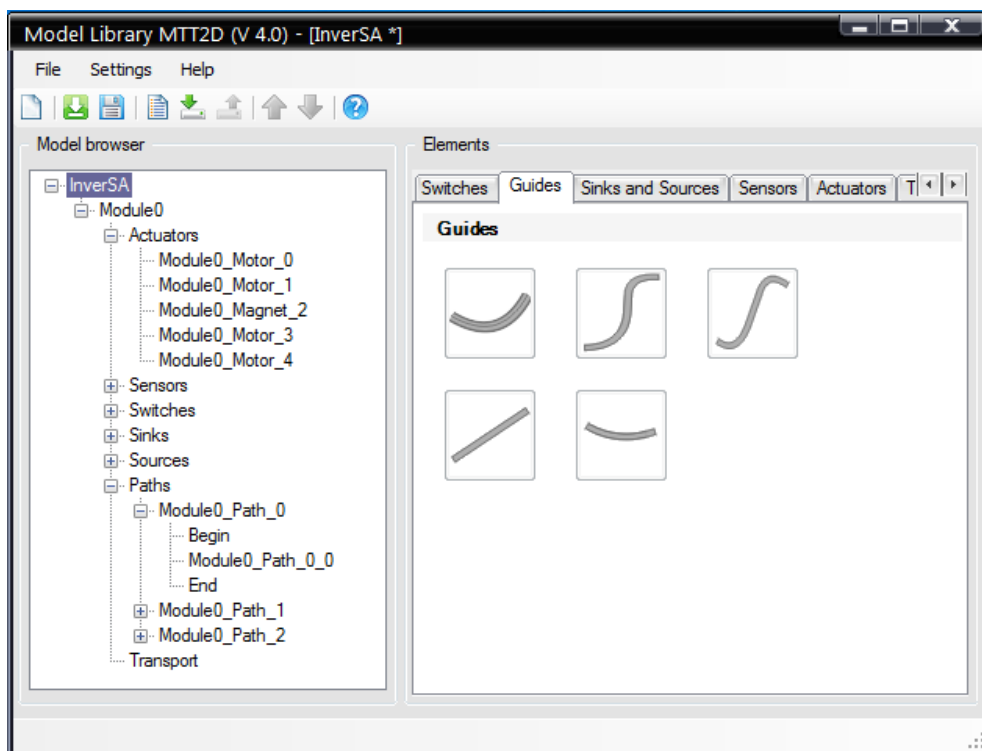 Model Library MTT2D (V 4.0) - [InverSA *]
File Settings Help
Model browser
InverSA
Module0
Actuators
Module0_Motor_0
Module0_Motor_1
Module0_Magnet_2
Module0_Motor_3
Module0_Motor_4
Sensors
Switches
Sinks
Sources
Paths
Module0_Path_0
Begin
Module0_Path_0_0
End
Module0_Path_1
Module0_Path_2
Transport
Elements
Switches Guides Sinks and Sources Sensors Actuators T
Guides